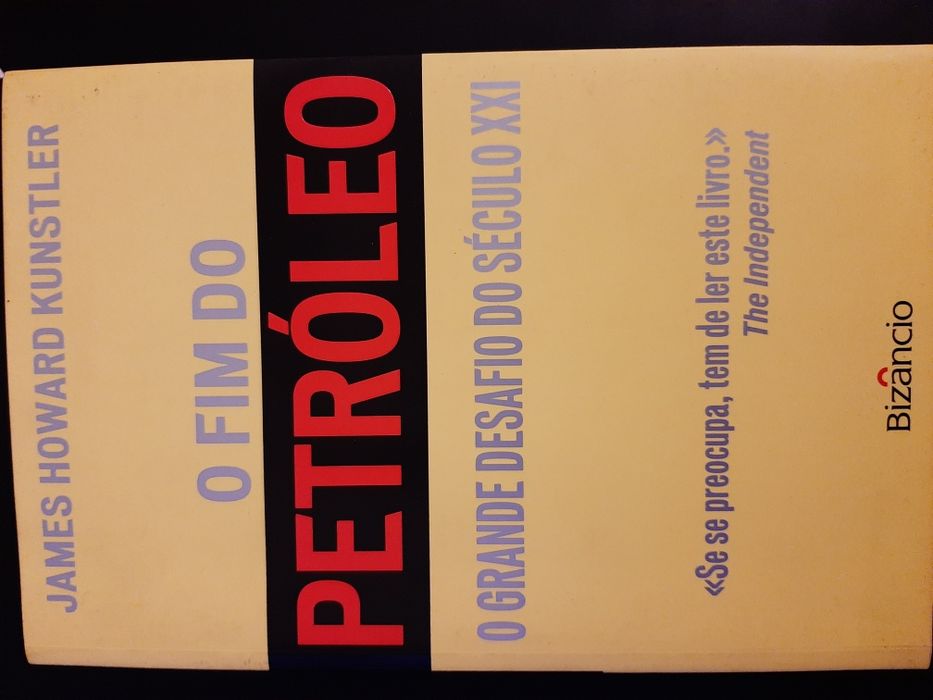 JAMES HOWARD KUNSTLER
O FIM DO
PETRÓLEO
O GRANDE DESAFIO DO SÉCULO XXI
«Se se preocupa, tem de ler este livro.»
The Independent
Bizâncio